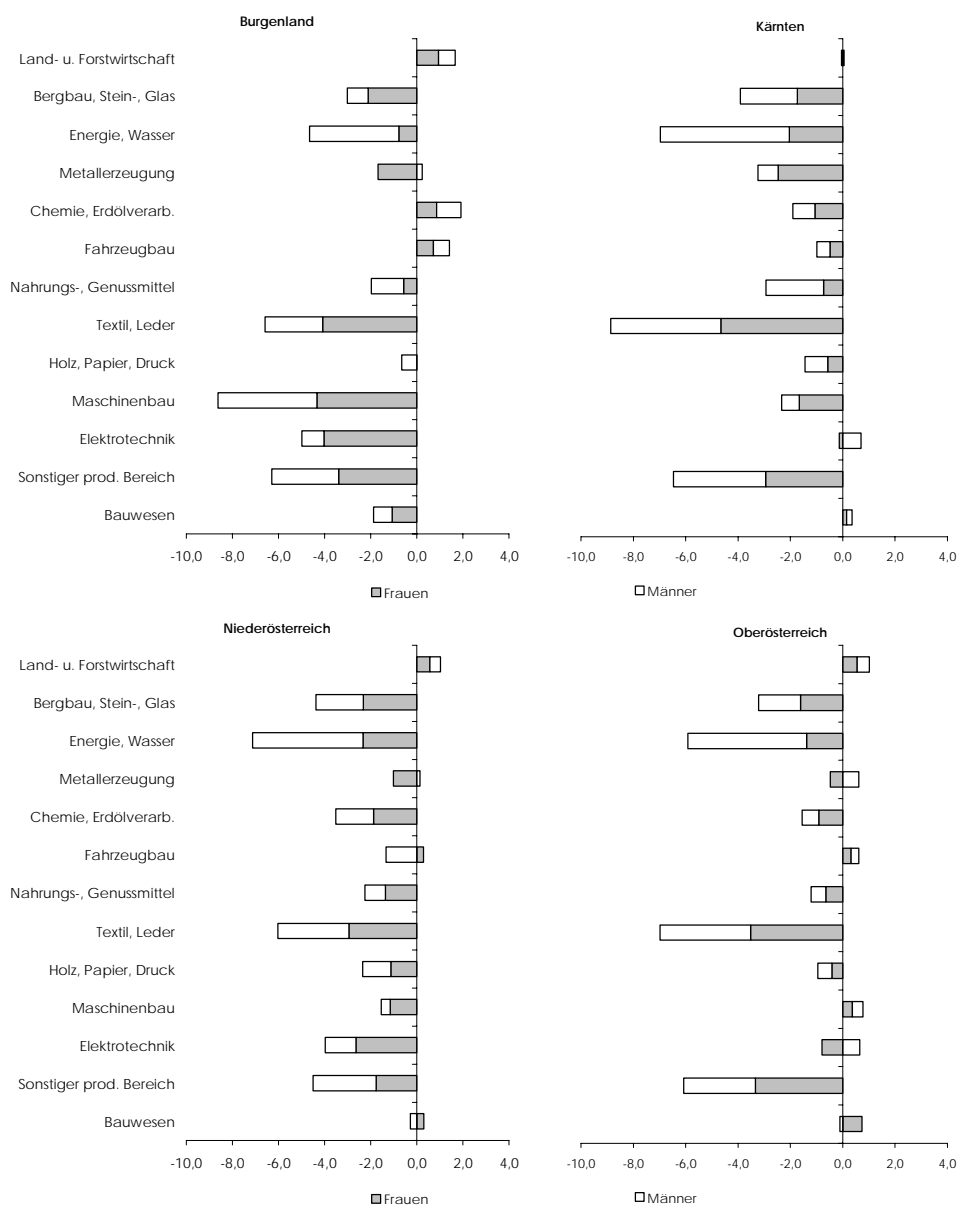 Burgenland
Land- u. Forstwirtschaft
Bergbau, Stein-, Glas
Energie, Wasser
Metallerzeugung
Chemie, Erdölverarb.
Fahrzeugbau
Nahrungs-, Genussmittel
Textil, Leder
Holz, Papier, Druck
Maschinenbau
Elektrotechnik
Sonstiger prod. Bereich
Bauwesen
-10,0 -8,0 -6,0 -4,0 -2,0 0,0 2,0 4,0
Kärnten
-10,0 -8,0 -6,0 -4,0 -2,0 0,0 2,0 4,0
Frauen
Männer
Niederösterreich
Land- u. Forstwirtschaft
Bergbau, Stein-, Glas
Energie, Wasser
Metallerzeugung
Chemie, Erdölverarb.
Fahrzeugbau
Nahrungs-, Genussmittel
Textil, Leder
Holz, Papier, Druck
Maschinenbau
Elektrotechnik
Sonstiger prod. Bereich
Bauwesen
-10,0 -8,0 -6,0 -4,0 -2,0 0,0 2,0 4,0
Oberösterreich
-10,0 -8,0 -6,0 -4,0 -2,0 0,0 2,0 4,0
Frauen
Männer